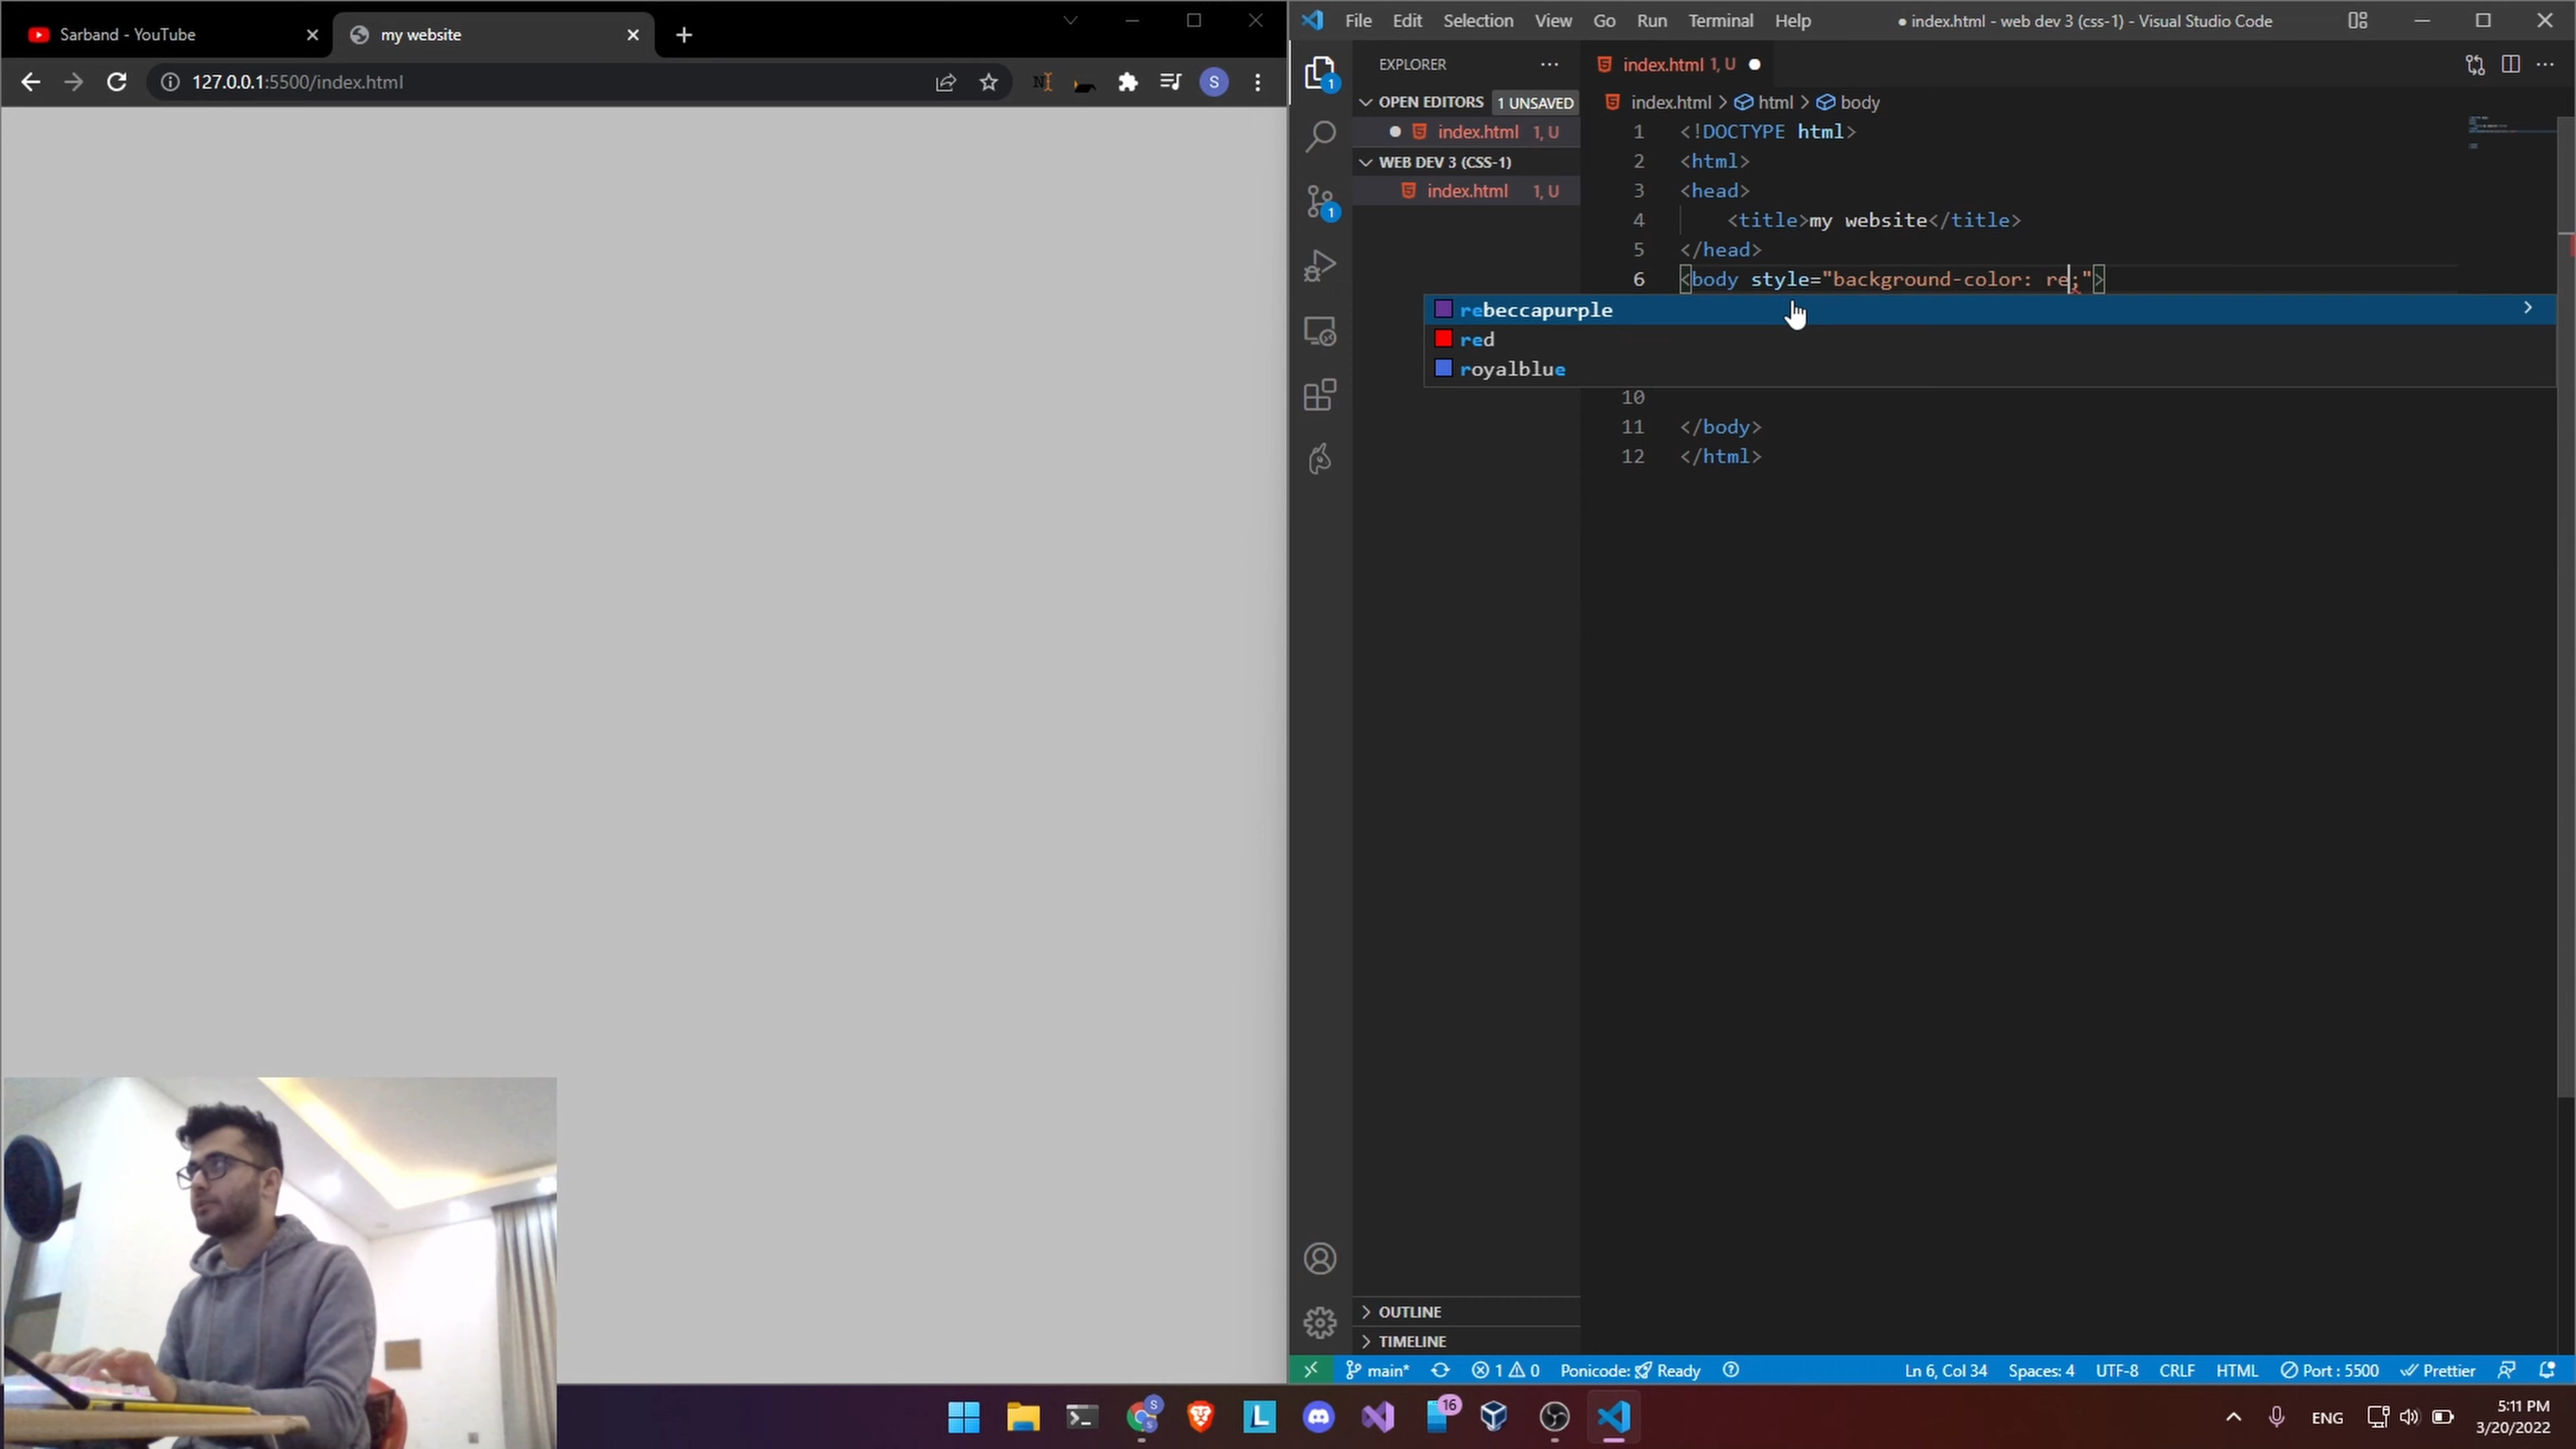 Sarband - YouTube
my website
127.0.0.1:5500/index.html
S
File Edit Selection View Go Run Terminal Help
● index.html - web dev 3 (css-1) - Visual Studio Code
EXPLORER
OPEN EDITORS 1 UNSAVED
index.html 1, U
WEB DEV 3 (CSS-1)
index.html 1, U
OUTLINE
TIMELINE
index.html 1, U
index.html > html > body
1 <!DOCTYPE html>
2 <html>
3 <head>
4 <title>my website</title>
5 </head>
6 <body style="background-color: re;">
rebeccapurple
red
royalblue
10
11 </body>
12 </html>
main* 1 0 Ponicode: Ready Ln 6, Col 34 Spaces: 4 UTF-8 CRLF HTML Port : 5500 Prettier
S
L
16
ENG
5:11 PM
3/20/2022